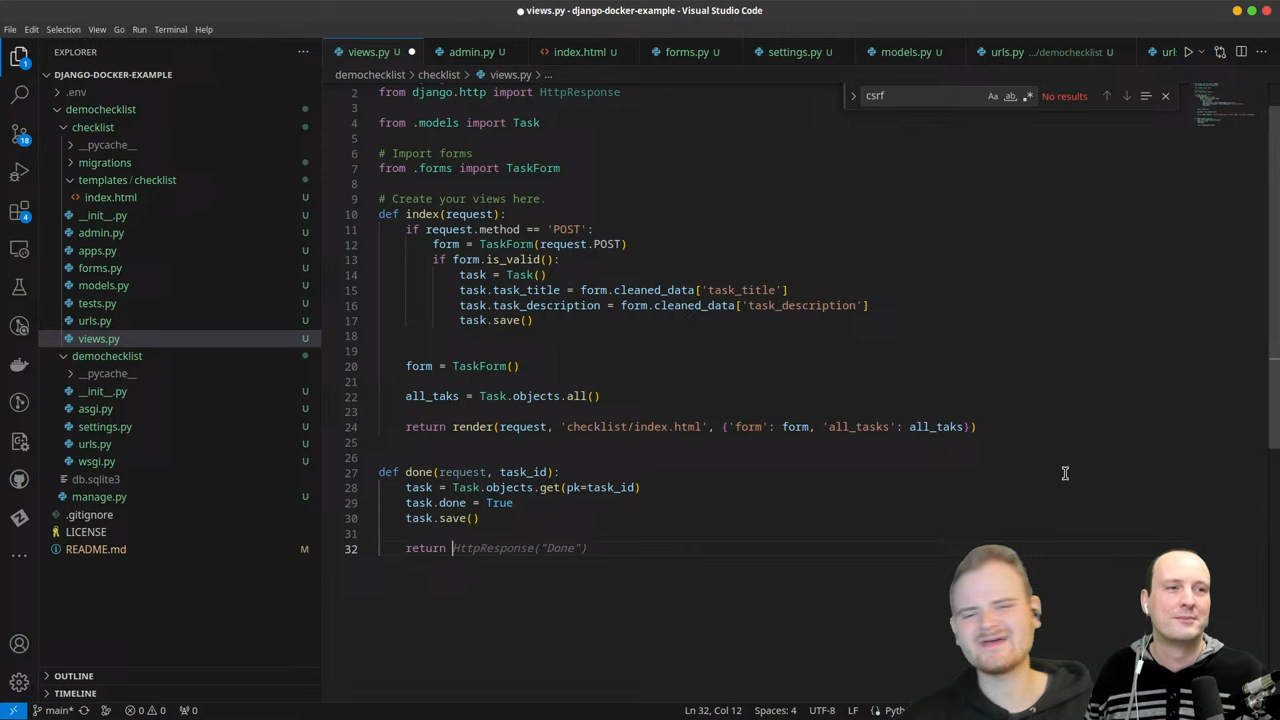 ● views.py - django-docker-example - Visual Studio Code
File Edit Selection View Go Run Terminal Help
EXPLORER
DJANGO-DOCKER-EXAMPLE
.env
demochecklist
checklist
__pycache__
migrations
templates / checklist
index.html U
__init__.py U
admin.py U
apps.py U
forms.py U
models.py U
tests.py U
urls.py U
views.py U
demochecklist
__pycache__
__init__.py U
asgi.py U
settings.py U
urls.py U
wsgi.py U
db.sqlite3
manage.py U
.gitignore
LICENSE
README.md M
OUTLINE
TIMELINE
1
18
4
views.py U ● admin.py U index.html U forms.py U settings.py U models.py U urls.py .../demochecklist U url
demochecklist > checklist > views.py > ...
csrf Aa ab .* No results
2 from django.http import HttpResponse
3
4 from .models import Task
5
6 # Import forms
7 from .forms import TaskForm
8
9 # Create your views here.
10 def index(request):
11 if request.method == 'POST':
12 form = TaskForm(request.POST)
13 if form.is_valid():
14 task = Task()
15 task.task_title = form.cleaned_data['task_title']
16 task.task_description = form.cleaned_data['task_description']
17 task.save()
18
19
20 form = TaskForm()
21
22 all_taks = Task.objects.all()
23
24 return render(request, 'checklist/index.html', {'form': form, 'all_tasks': all_taks})
25
26
27 def done(request, task_id):
28 task = Task.objects.get(pk=task_id)
29 task.done = True
30 task.save()
31
32 return HttpResponse("Done")
main* 0 0 0 Ln 32, Col 12 Spaces: 4 UTF-8 LF { Pyth